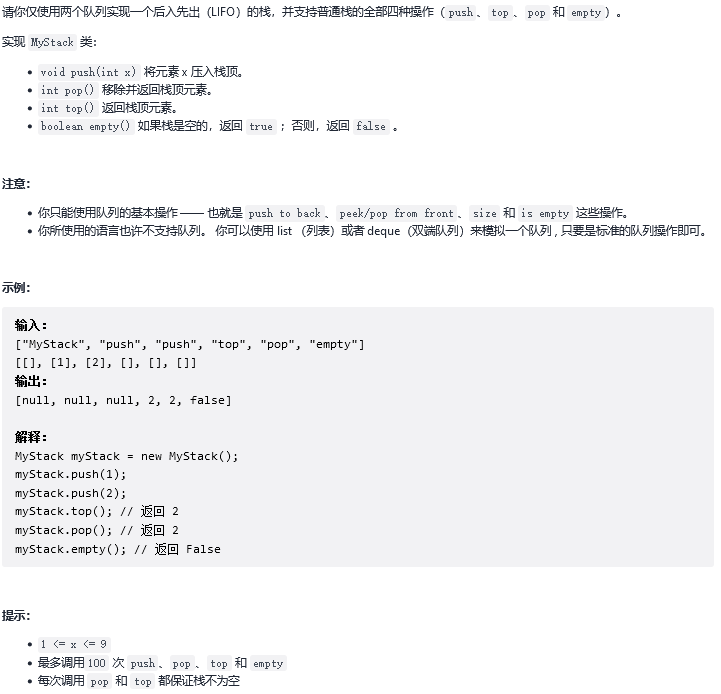 请你仅使用两个队列实现一个后入先出（LIFO）的栈，并支持普通栈的全部四种操作（push、top、pop 和 empty）。
实现 MyStack 类：
void push(int x) 将元素 x 压入栈顶。
int pop() 移除并返回栈顶元素。
int top() 返回栈顶元素。
boolean empty() 如果栈是空的，返回 true ；否则，返回 false 。
注意：
你只能使用队列的基本操作 —— 也就是 push to back、peek/pop from front、size 和 is empty 这些操作。
你所使用的语言也许不支持队列。 你可以使用 list （列表）或者 deque（双端队列）来模拟一个队列 , 只要是标准的队列操作即可。
示例：
输入：
["MyStack", "push", "push", "top", "pop", "empty"]
[[], [1], [2], [], [], []]
输出：
[null, null, null, 2, 2, false]
解释：
MyStack myStack = new MyStack();
myStack.push(1);
myStack.push(2);
myStack.top(); // 返回 2
myStack.pop(); // 返回 2
myStack.empty(); // 返回 False
提示：
1 <= x <= 9
最多调用100 次 push、pop、top 和 empty
每次调用 pop 和 top 都保证栈不为空